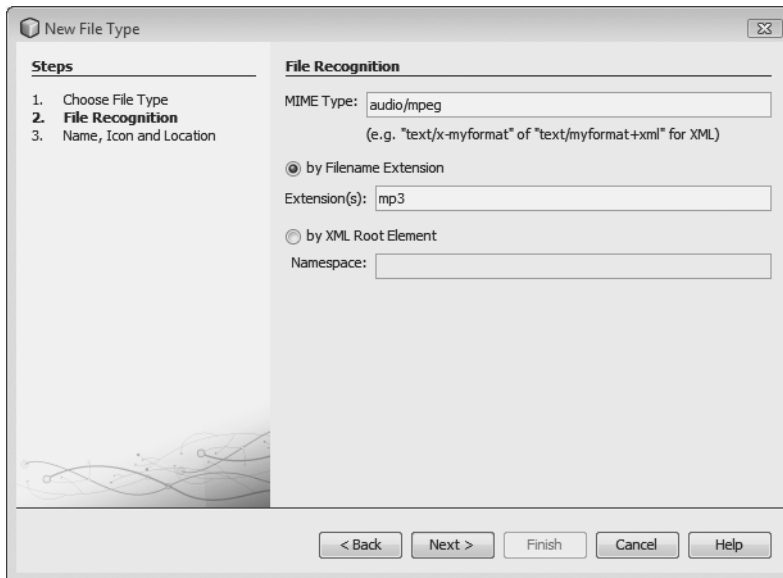 New File Type
Steps
1. Choose File Type
2. File Recognition
3. Name, Icon and Location
File Recognition
MIME Type: audio/mpeg
(e.g. "text/x-myformat" of "text/myformat+xml" for XML)
by Filename Extension
Extension(s): mp3
by XML Root Element
Namespace:
< Back Next > Finish Cancel Help